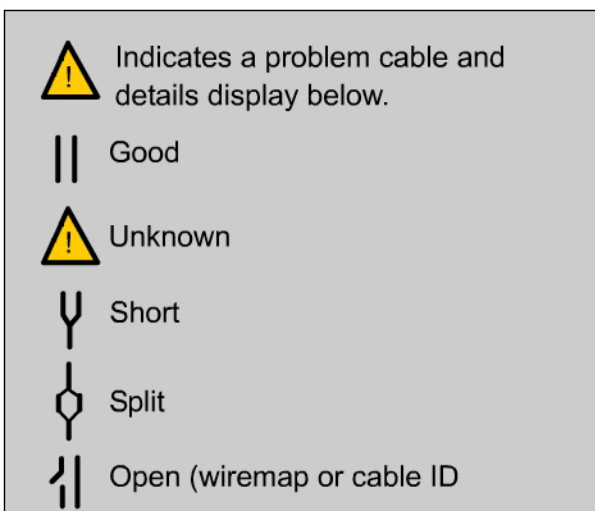 Indicates a problem cable and
details display below.
Good
Unknown
Short
Split
Open (wiremap or cable ID